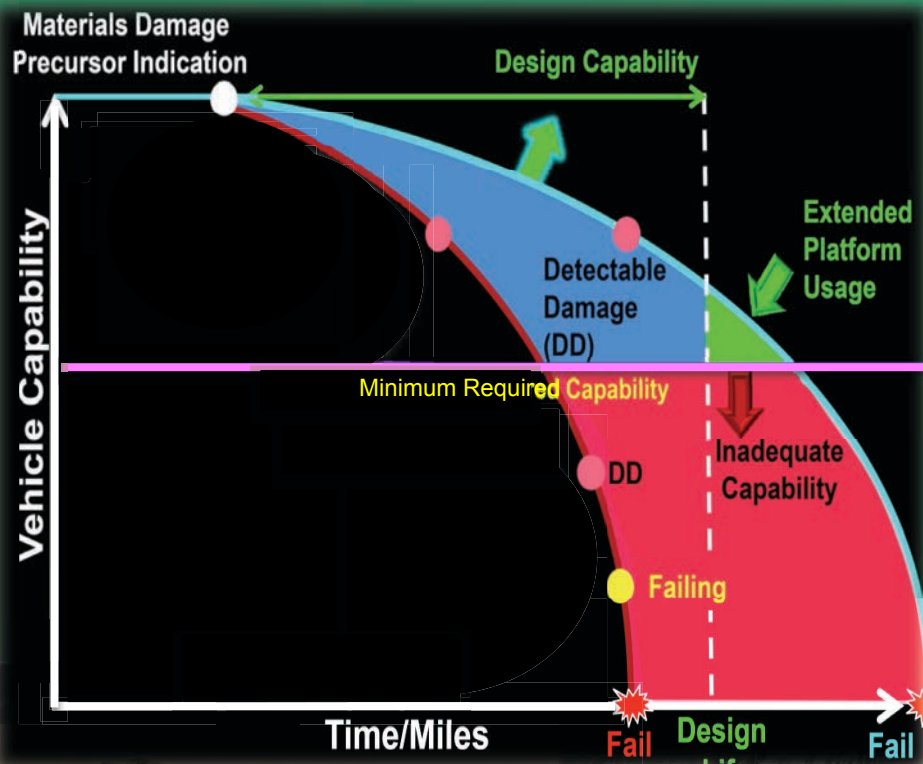 Materials Damage
Precursor Indication
Design Capability
Extended
Platform
Usage
Detectable
Damage
(DD)
Vehicle Capability
Minimum Required Capability
Inadequate
Capability
DD
Failing
Time/Miles
Fail
Design
Fail